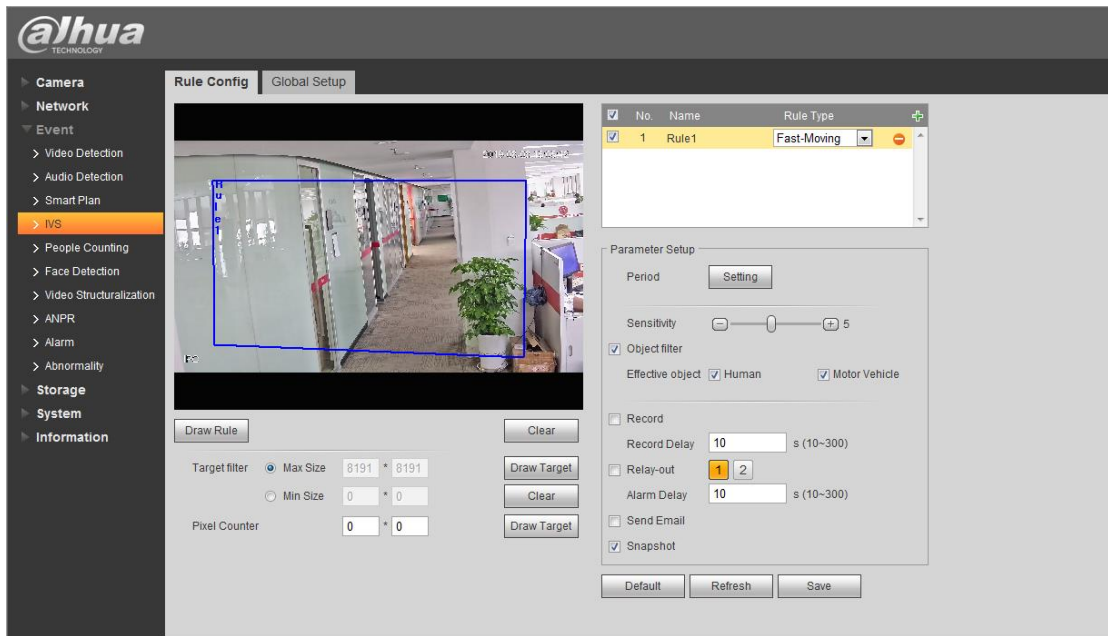 alhua
TECHNOLOGY
Camera
Network
Event
Video Detection
Audio Detection
Smart Plan
IVS
People Counting
Face Detection
Video Structuralization
ANPR
Alarm
Abnormality
Storage
System
Information
Rule Config Global Setup
Rule1
Draw Rule Clear
Target filter Max Size 8191 * 8191 Draw Target
Min Size 0 * 0 Clear
Pixel Counter 0 * 0 Draw Target
No. Name Rule Type
1 Rule1 Fast-Moving
Parameter Setup
Period Setting
Sensitivity 5
Object filter
Effective object Human Motor Vehicle
Record
Record Delay 10 s (10~300)
Relay-out 1 2
Alarm Delay 10 s (10~300)
Send Email
Snapshot
Default Refresh Save